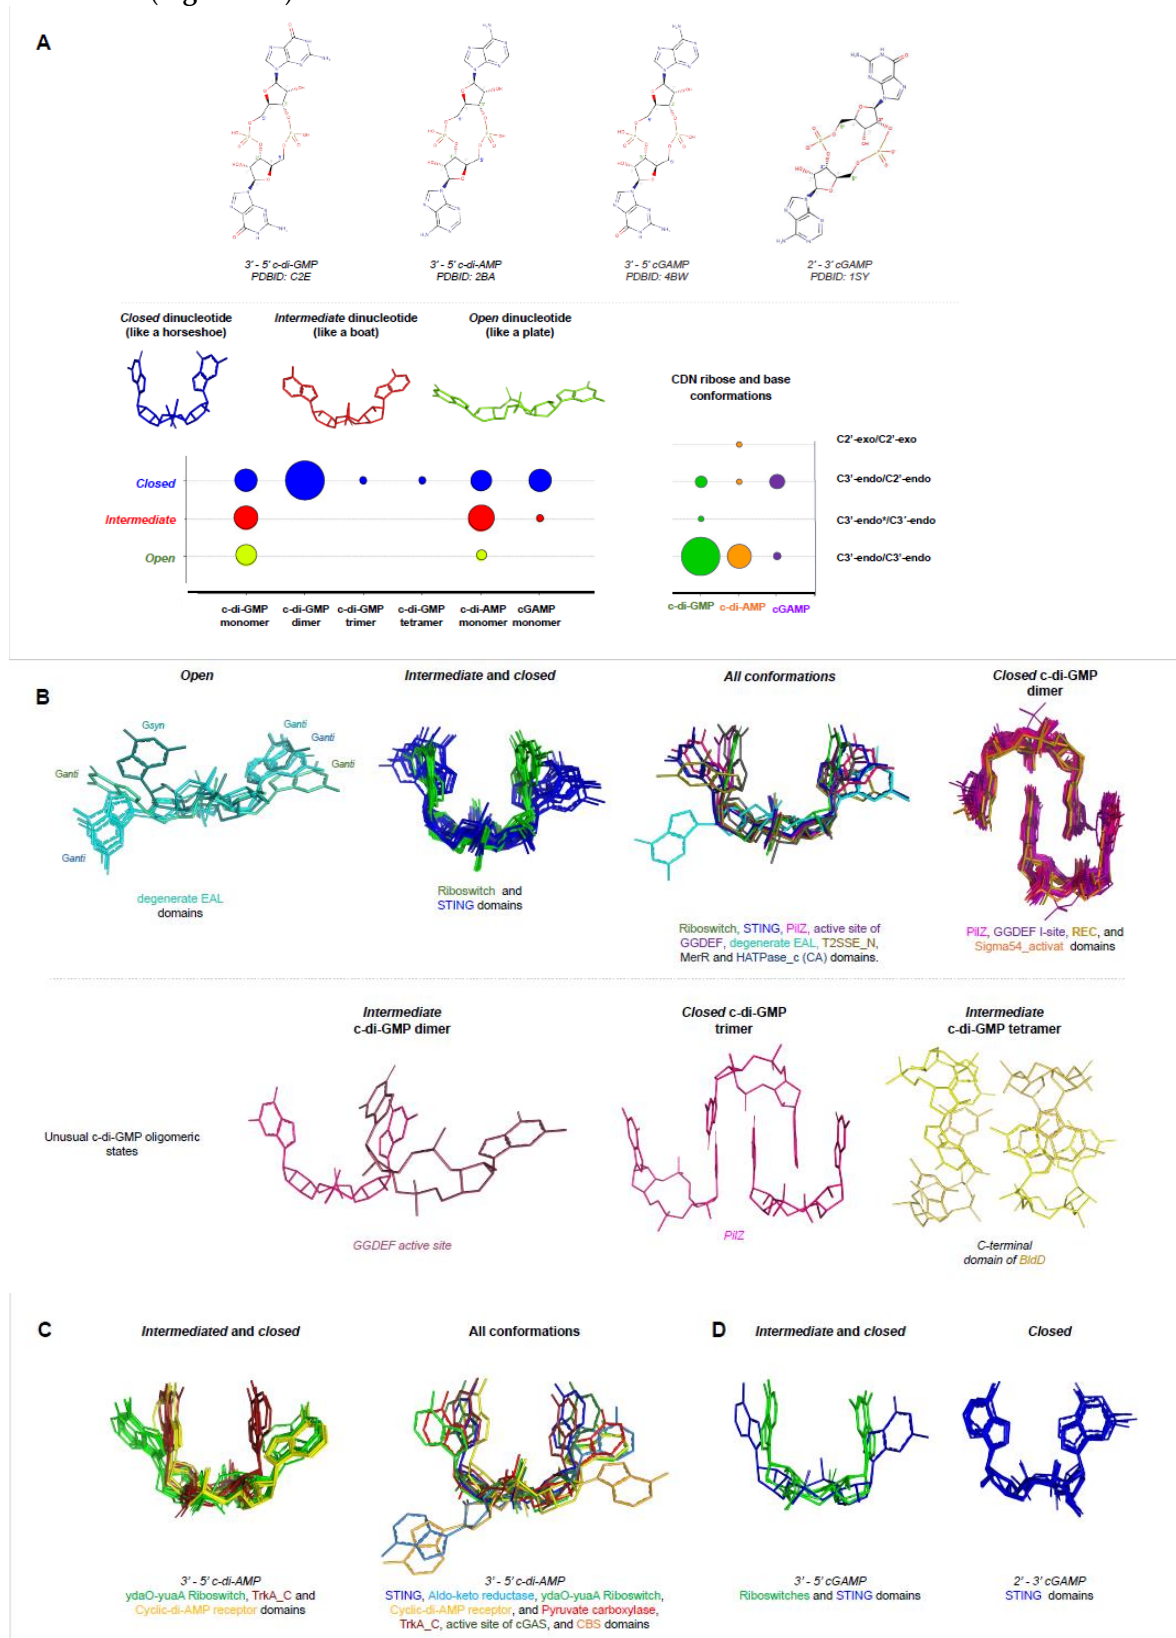 A
3' - 5' c-di-GMP
PDBID: C2E
3' - 5' c-di-AMP
PDBID: 2BA
3' - 5' cGAMP
PDBID: 4BW
2' - 3' cGAMP
PDBID: 1SY
Closed dinucleotide
(like a horseshoe)
Intermediate dinucleotide
(like a boat)
Open dinucleotide
(like a plate)
CDN ribose and base
conformations
C2'-exo/C2'-exo
Closed
C3'-endo/C2'-endo
Intermediate
C3'-endo*/C3'-endo
Open
C3'-endo/C3'-endo
c-di-GMP
monomer
c-di-GMP
dimer
c-di-GMP
trimer
c-di-GMP
tetramer
c-di-AMP
monomer
cGAMP
monomer
c-di-GMP c-di-AMP cGAMP
B
Open
Intermediate and closed
All conformations
Closed c-di-GMP
dimer
Gsyn
Ganti
Ganti
Ganti
Ganti
Ganti
degenerate EAL
domains
Riboswitch and
STING domains
Riboswitch, STING, PilZ, active site of
GGDEF, degenerate EAL, T2SSE_N,
MerR and HATPase_c (CA) domains.
PilZ, GGDEF I-site, REC, and
Sigma54_activat domains
Intermediate
c-di-GMP dimer
Closed c-di-GMP
trimer
Intermediate
c-di-GMP tetramer
Unusual c-di-GMP oligomeric
states
GGDEF active site
PilZ
C-terminal
domain of BldD
C
Intermediated and closed
All conformations
D
Intermediate and closed
Closed
3' - 5' c-di-AMP
ydaO-yuaA Riboswitch, TrkA_C and
Cyclic-di-AMP receptor domains
3' - 5' c-di-AMP
STING, Aldo-keto reductase, ydaO-yuaA Riboswitch,
Cyclic-di-AMP receptor, and Pyruvate carboxylase,
TrkA_C, active site of cGAS, and CBS domains
3' - 5' cGAMP
Riboswitches and STING domains
2' - 3' cGAMP
STING domains